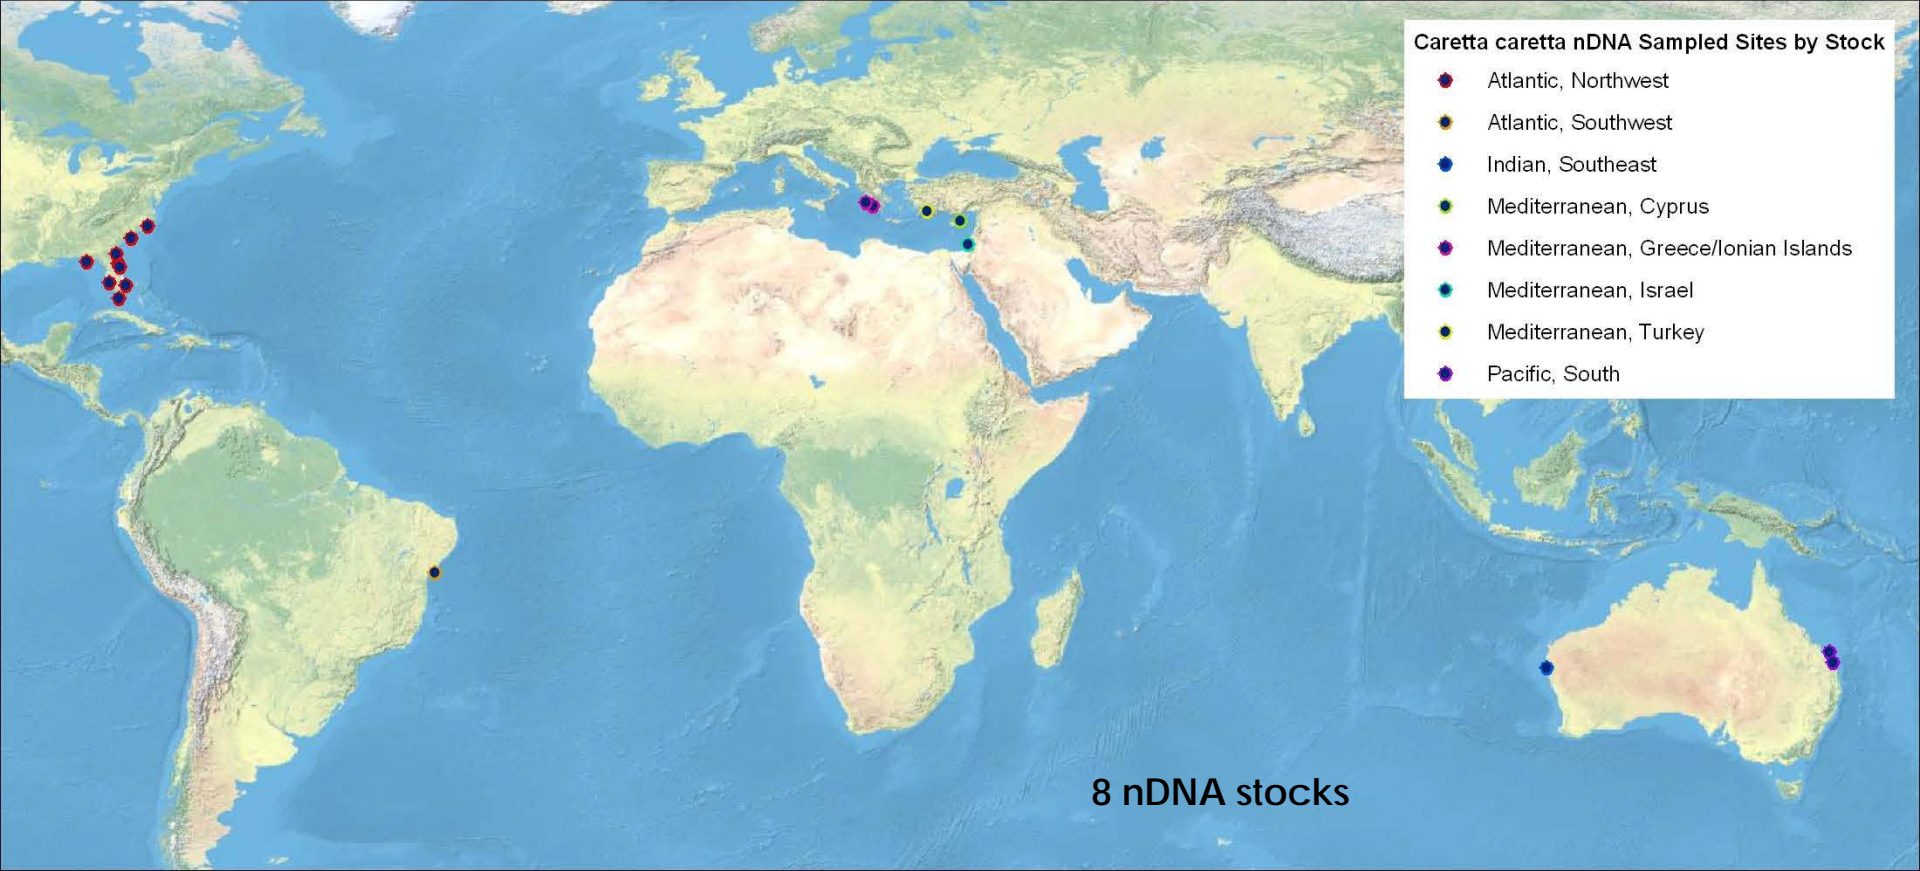 Caretta caretta nDNA Sampled Sites by Stock
Atlantic, Northwest
Atlantic, Southwest
Indian, Southeast
Mediterranean, Cyprus
Mediterranean, Greece/Ionian Islands
Mediterranean, Israel
Mediterranean, Turkey
Pacific, South
8 nDNA stocks